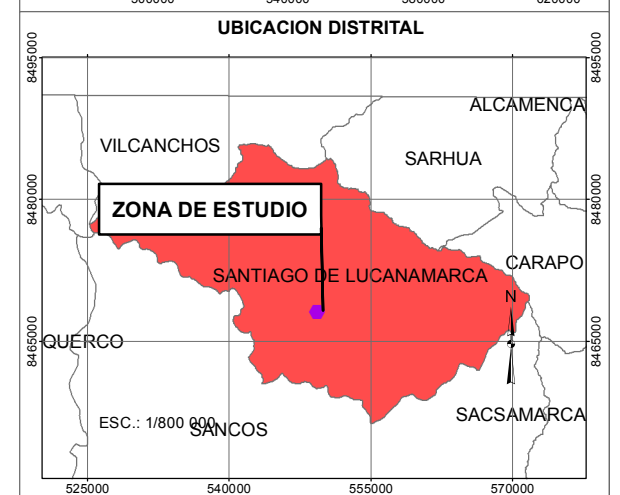 UBICACION DISTRITAL
8495000
8495000
ALCAMENCA
VILCANCHOS
SARHUA
8480000
8480000
ZONA DE ESTUDIO
CARAPO
SANTIAGO DE LUCANAMARCA
N
8465000
QUERCO
8465000
SACSAMARCA
ESC.: 1/800 000
SANCOS
525000
540000
555000
570000